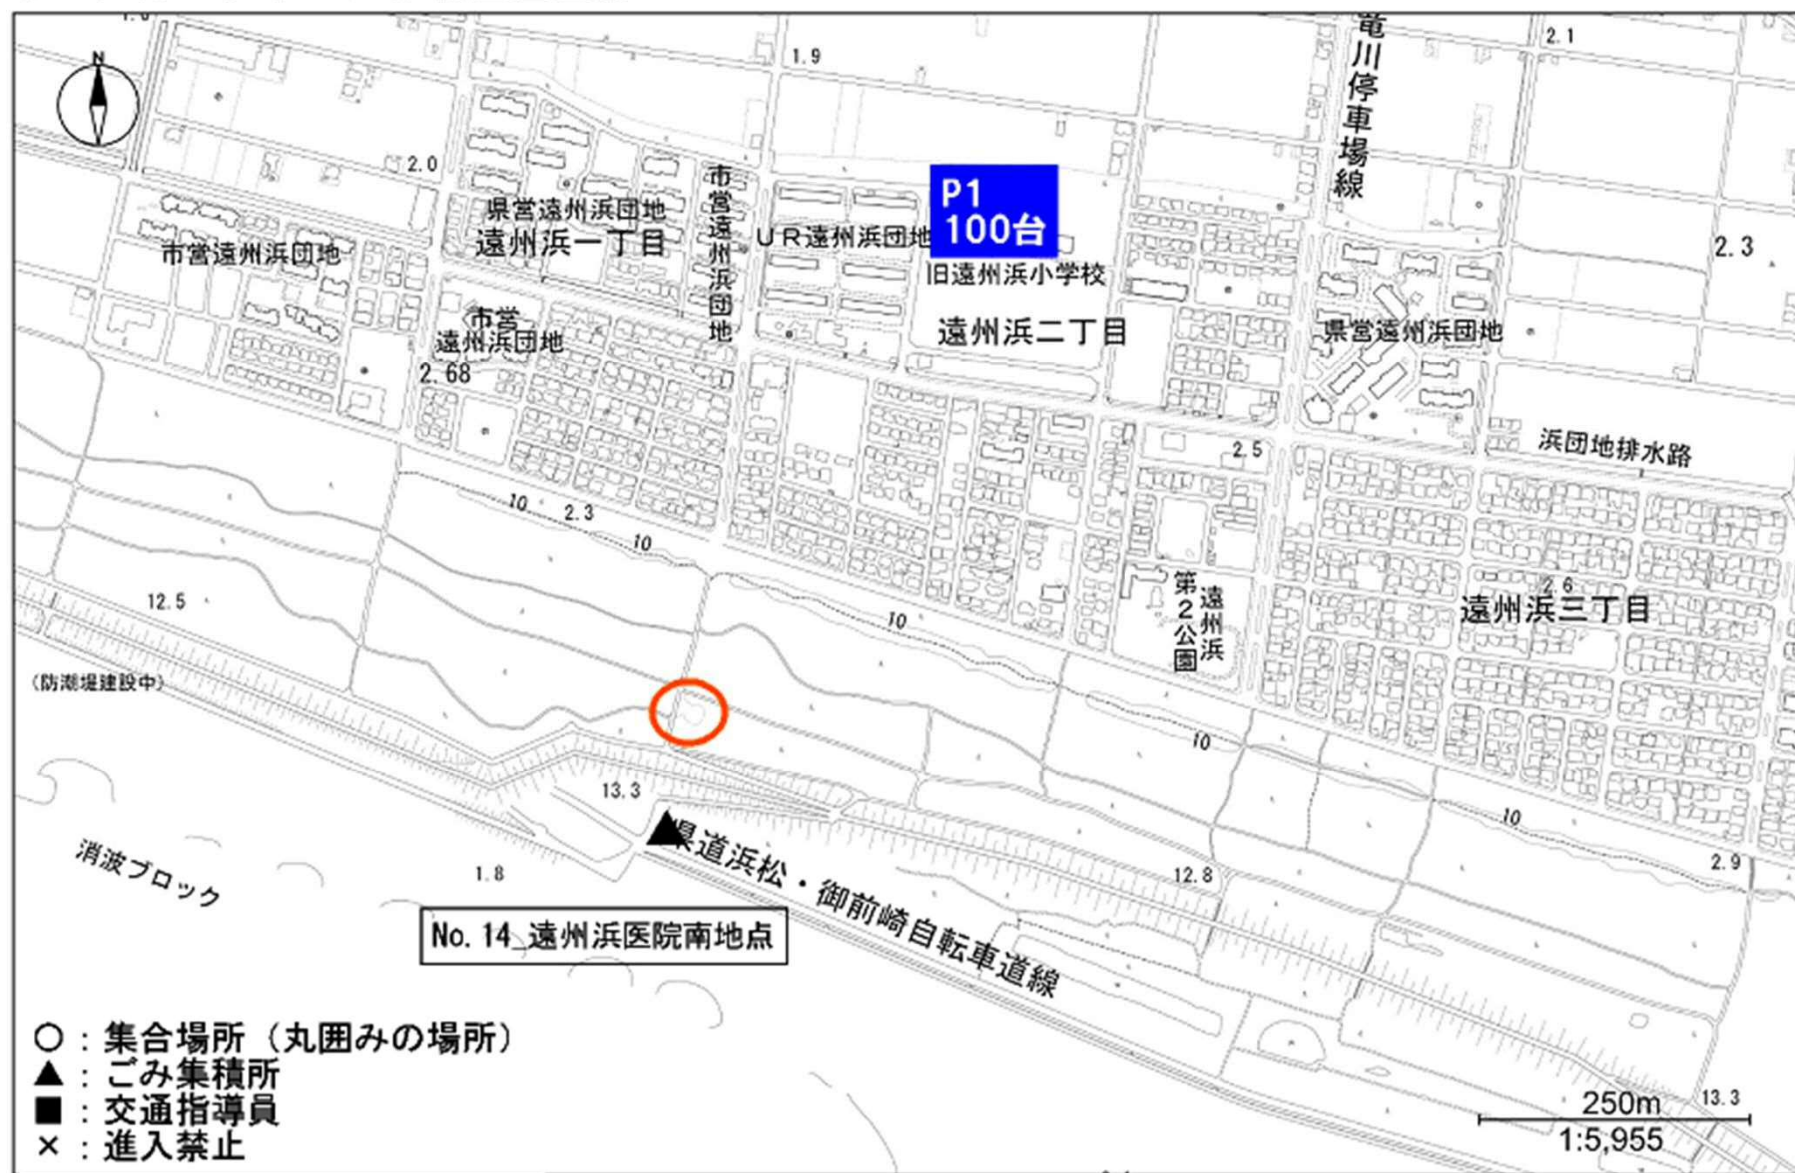 1.9
2.1
竜川停車場線
N
2.0
市営遠州浜団地
P1
100台
県営遠州浜団地
遠州浜一丁目
UR遠州浜団地
2.3
市営遠州浜団地
旧遠州浜小学校
市営
遠州浜団地
遠州浜二丁目
県営遠州浜団地
2.68
2.5
浜団地排水路
10
2.3
10
12.5
10
第2公園
遠州浜
2.6
遠州浜三丁目
(防潮堤建設中)
10
13.3
10
県道浜松・御前崎自転車道線
消波ブロック
1.8
12.8
2.9
No.14_遠州浜医院南地点
○:集合場所(丸囲みの場所)
▲:ごみ集積所
■:交通指導員
×:進入禁止
250m
13.3
1:5,955